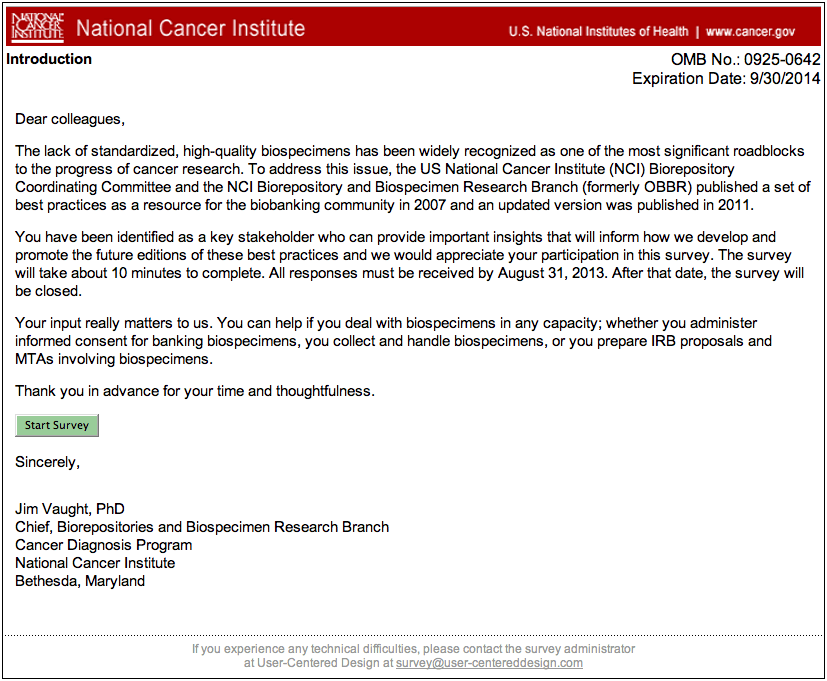 NATIONAL
CANCER
INSTITUTE
National Cancer Institute
U.S. National Institutes of Health | www.cancer.gov
Introduction
OMB No.: 0925-0642
Expiration Date: 9/30/2014
Dear colleagues,
The lack of standardized, high-quality biospecimens has been widely recognized as one of the most significant roadblocks
to the progress of cancer research. To address this issue, the US National Cancer Institute (NCI) Biorepository
Coordinating Committee and the NCI Biorepository and Biospecimen Research Branch (formerly OBBR) published a set of
best practices as a resource for the biobanking community in 2007 and an updated version was published in 2011.
You have been identified as a key stakeholder who can provide important insights that will inform how we develop and
promote the future editions of these best practices and we would appreciate your participation in this survey. The survey
will take about 10 minutes to complete. All responses must be received by August 31, 2013. After that date, the survey will
be closed.
Your input really matters to us. You can help if you deal with biospecimens in any capacity; whether you administer
informed consent for banking biospecimens, you collect and handle biospecimens, or you prepare IRB proposals and
MTAs involving biospecimens.
Thank you in advance for your time and thoughtfulness.
Start Survey
Sincerely,
Jim Vaught, PhD
Chief, Biorepositories and Biospecimen Research Branch
Cancer Diagnosis Program
National Cancer Institute
Bethesda, Maryland
If you experience any technical difficulties, please contact the survey administrator
at User-Centered Design at survey@user-centereddesign.com